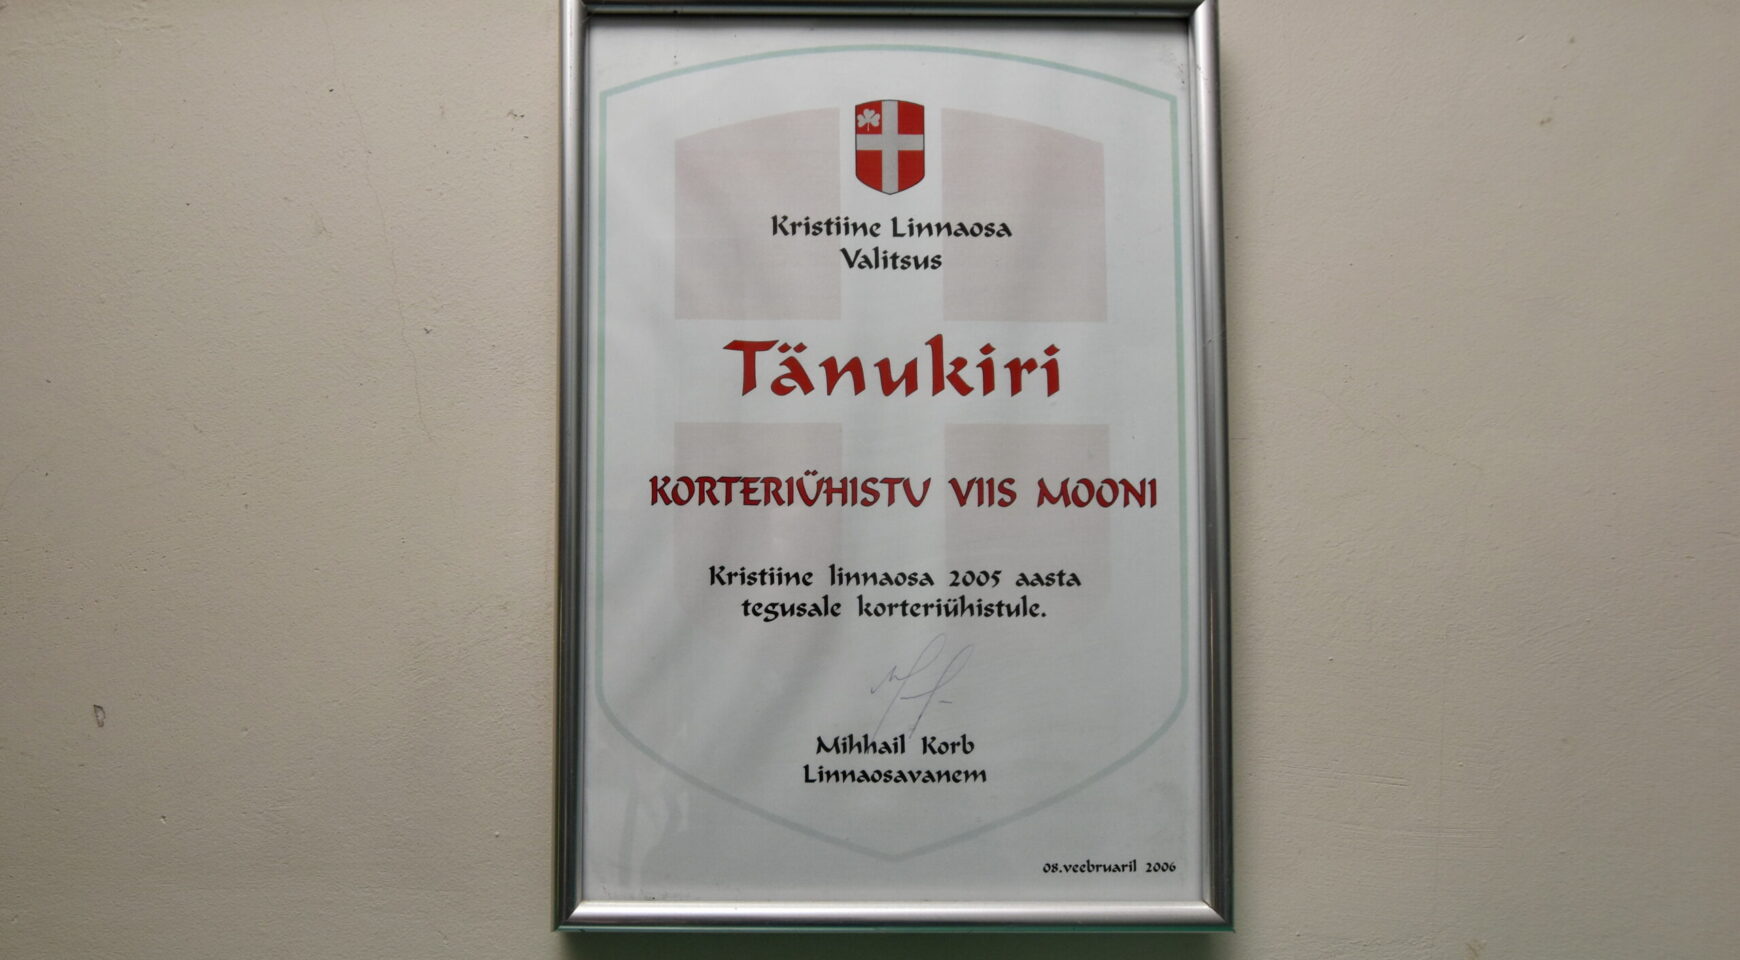 Kristiine Linnaosa
Valitsus
Tänukiri
KORTERIÜHISTU VIIS MOONI
Kristiine linnaosa 2005 aasta
tegusale korteriühistule.
Mihhail Korb
Linnaosavanem
08.veebruaril 2006